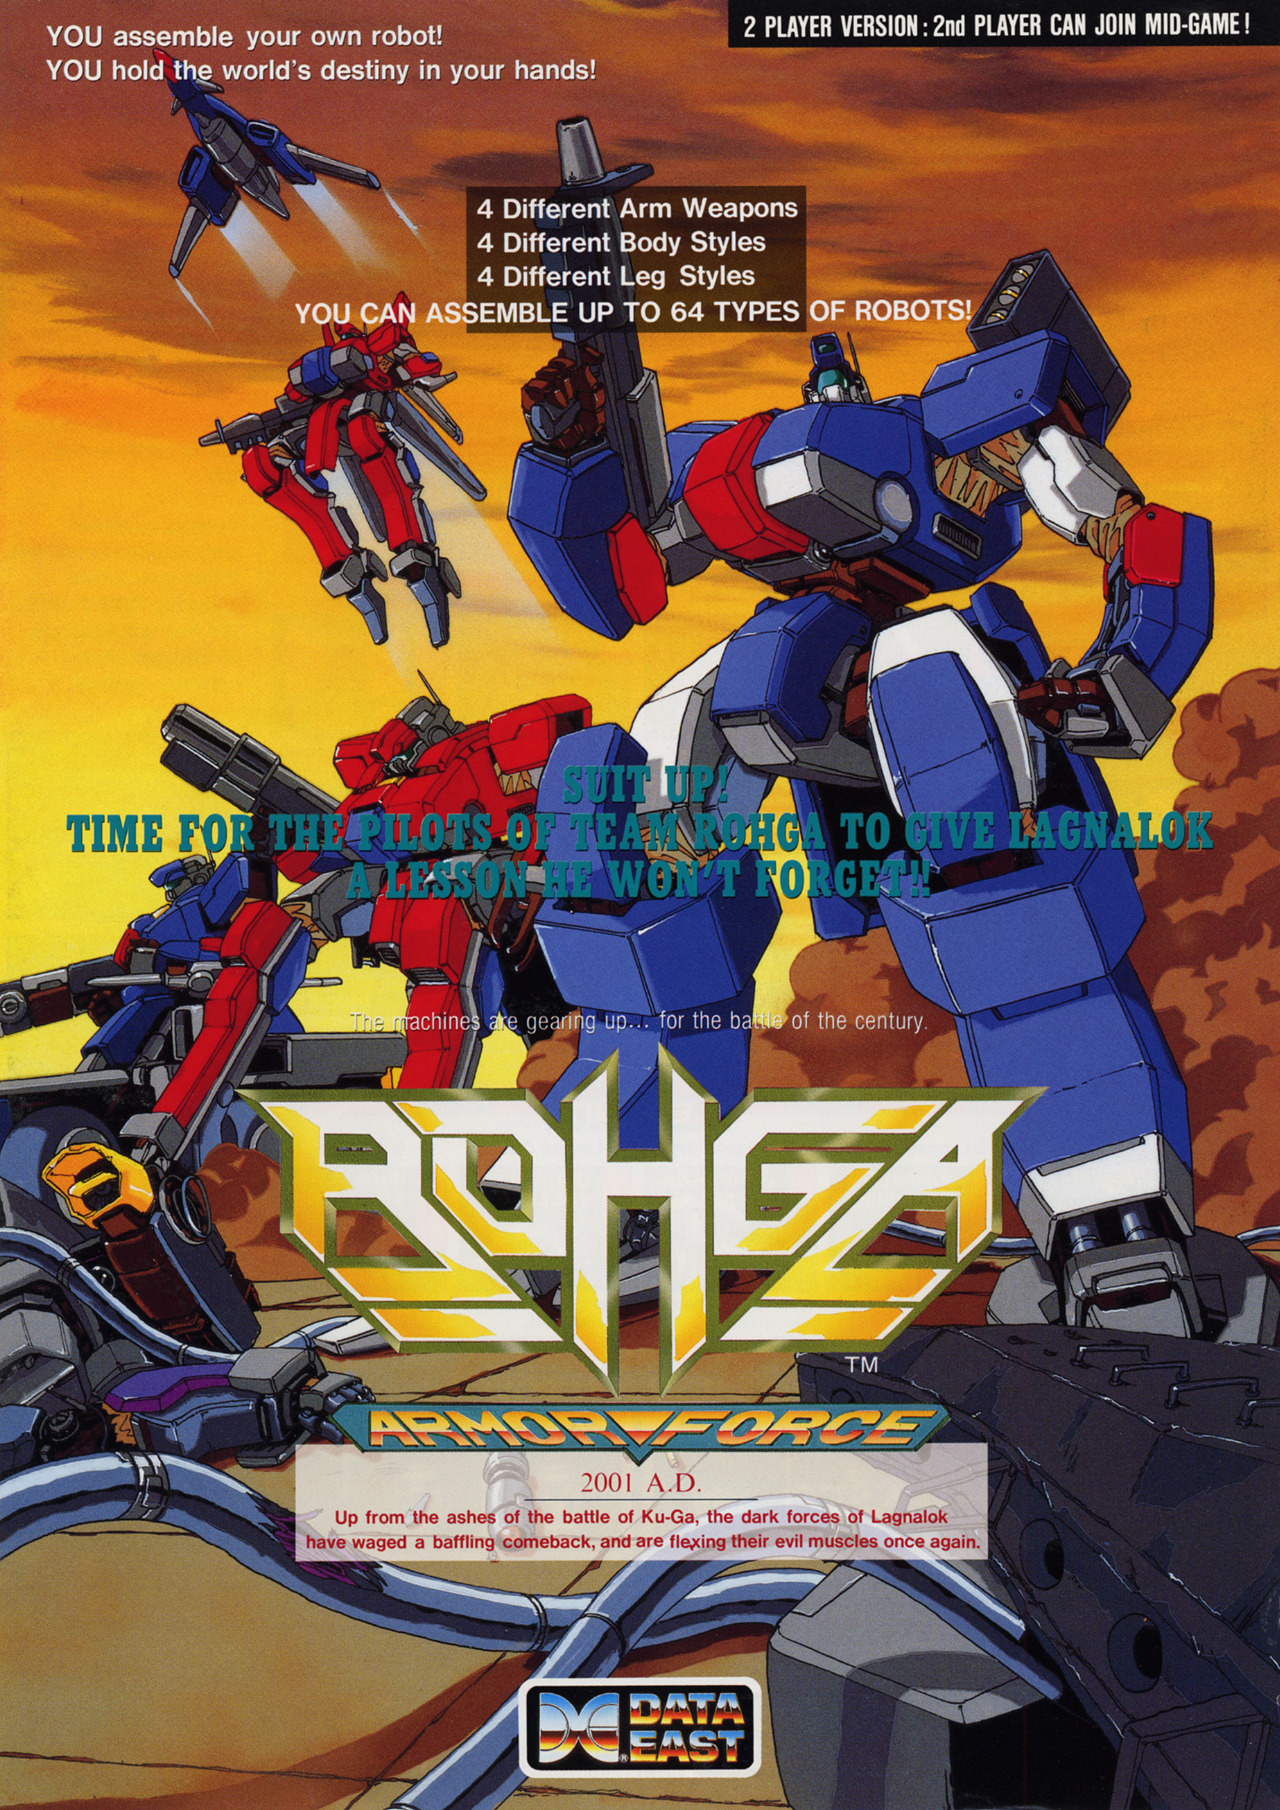 YOU assemble your own robot!
YOU hold the world's destiny in your hands!
2 PLAYER VERSION : 2nd PLAYER CAN JOIN MID-GAME!
4 Different Arm Weapons
4 Different Body Styles
4 Different Leg Styles
YOU CAN ASSEMBLE UP TO 64 TYPES OF ROBOTS!
SUIT UP!
TIME FOR THE PILOTS OF TEAM ROHGA TO GIVE LAGNALOK
A LESSON HE WON'T FORGET!!
The machines are gearing up... for the battle of the century.
ROHGA
TM
ARMOR FORCE
2001 A.D.
Up from the ashes of the battle of Ku-Ga, the dark forces of Lagnalok
have waged a baffling comeback, and are flexing their evil muscles once again.
DATA
EAST
®